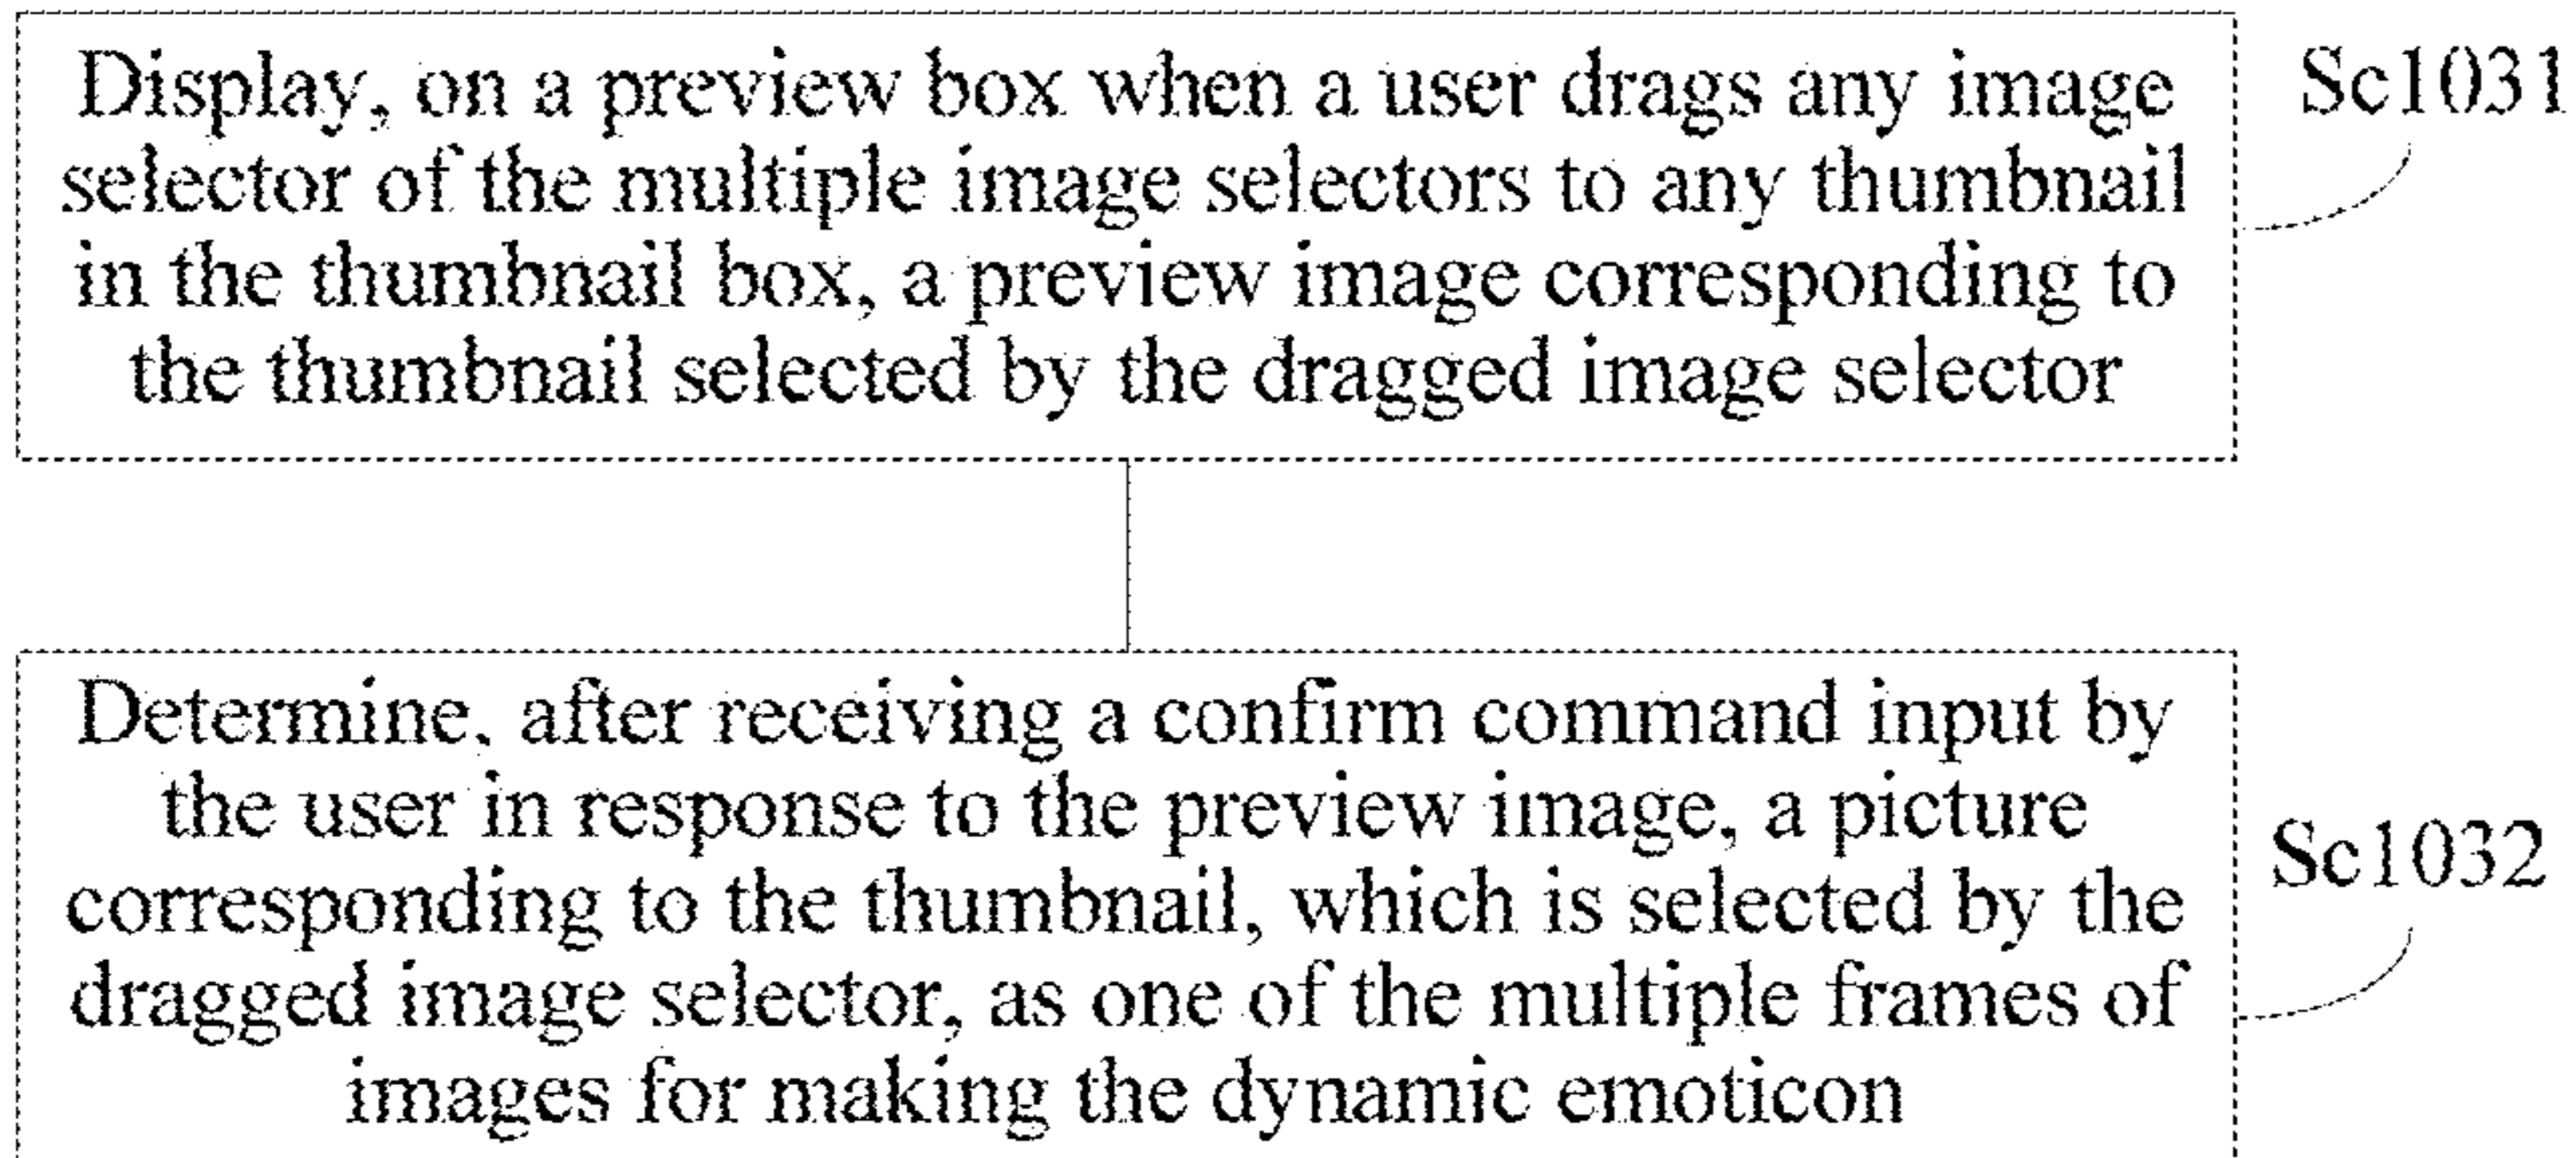 Display, on a preview box when a user drags any image
selector of the multiple image selectors to any thumbnail
in the thumbnail box, a preview image corresponding to
the thumbnail selected by the dragged image selector
Sc1031
Determine, after receiving a confirm command input by
the user in response to the preview image, a picture
corresponding to the thumbnail, which is selected by the
dragged image selector, as one of the multiple frames of
images for making the dynamic emoticon
Sc1032